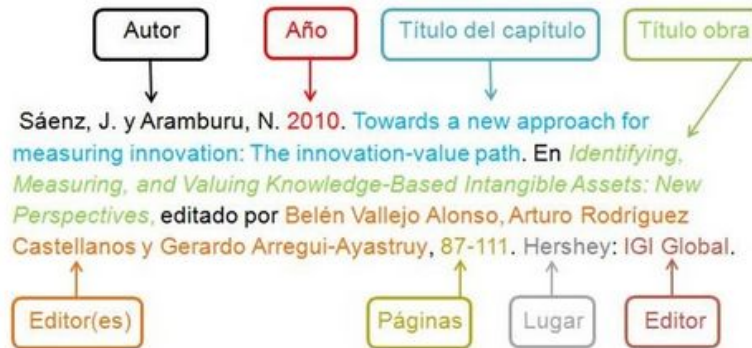 Autor Año Título del capítulo Título obra
Sáenz, J. y Aramburu, N. 2010. Towards a new approach for
measuring innovation: The innovation-value path. En Identifying,
Measuring, and Valuing Knowledge-Based Intangible Assets: New
Perspectives, editado por Belén Vallejo Alonso, Arturo Rodríguez
Castellanos y Gerardo Arregui-Ayastruy, 87-111. Hershey: IGI Global.
Editor(es) Páginas Lugar Editor